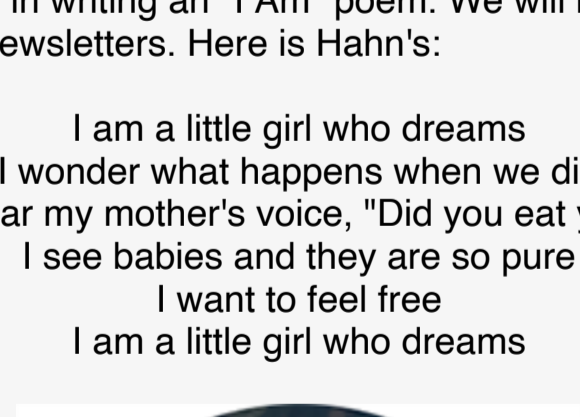 in writing an "I Am" poem. We will
ewsletters. Here is Hahn's:
I am a little girl who dreams
I wonder what happens when we di
ar my mother's voice, "Did you eat
I see babies and they are so pure
I want to feel free
I am a little girl who dreams